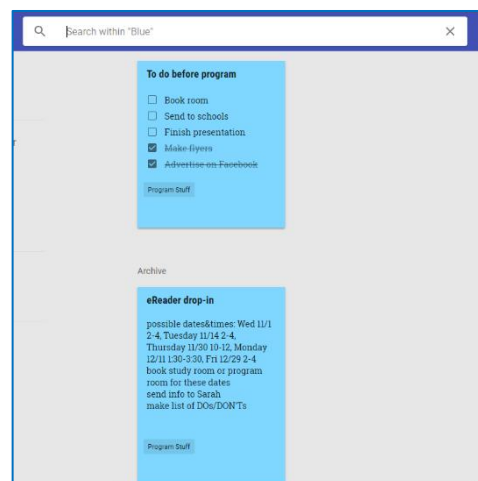 Search within "Blue"
To do before program
Book room
Send to schools
Finish presentation
Make flyers
Advertise on Facebook
Program Stuff
Archive
eReader drop-in
possible dates&times: Wed 11/1
2-4, Tuesday 11/14 2-4,
Thursday 11/30 10-12, Monday
12/11 1:30-3:30, Fri 12/29 2-4
book study room or program
room for these dates
send info to Sarah
make list of DOs/DON'Ts
Program Stuff